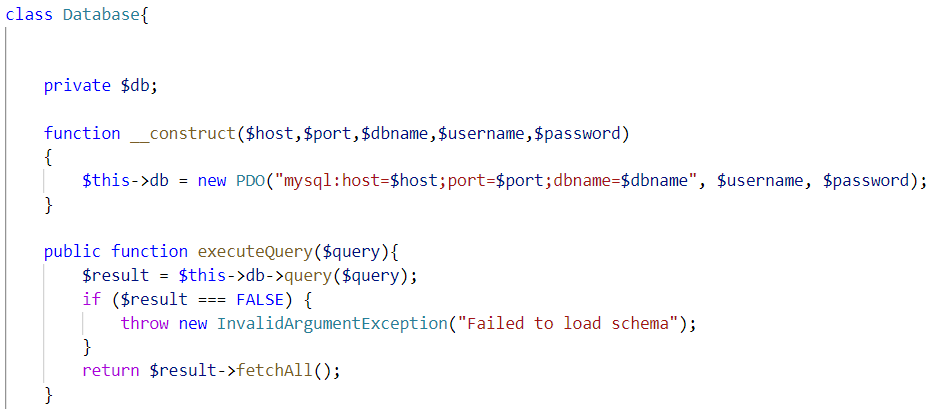 class Database{
private $db;
function __construct($host,$port,$dbname,$username,$password)
{
$this->db = new PDO("mysql:host=$host;port=$port;dbname=$dbname", $username, $password);
}
public function executeQuery($query){
$result = $this->db->query($query);
if ($result === FALSE) {
throw new InvalidArgumentException("Failed to load schema");
}
return $result->fetchAll();
}